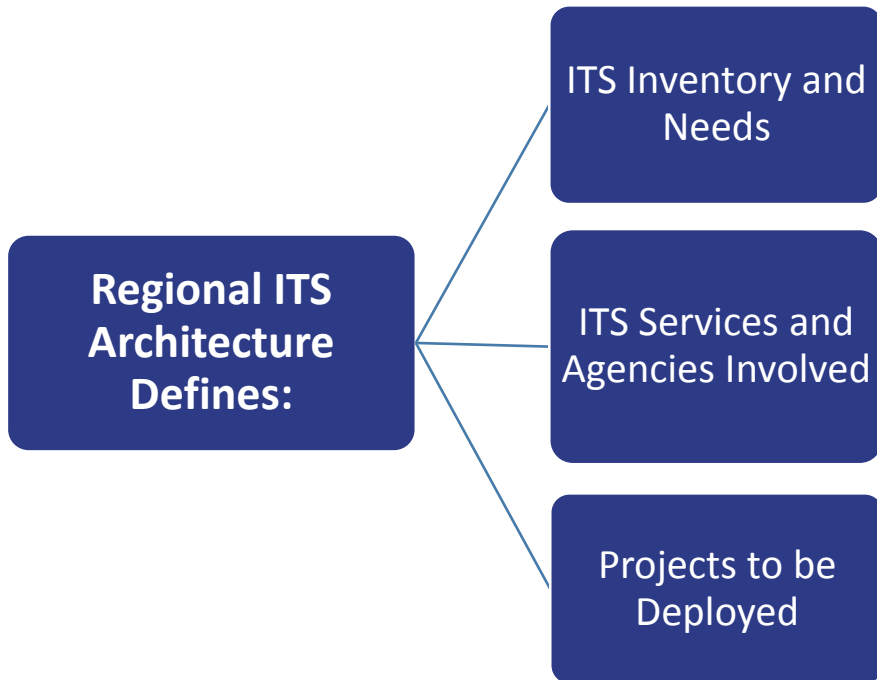 ITS Inventory and
Needs
Regional ITS
Architecture
Defines:
ITS Services and
Agencies Involved
Projects to be
Deployed